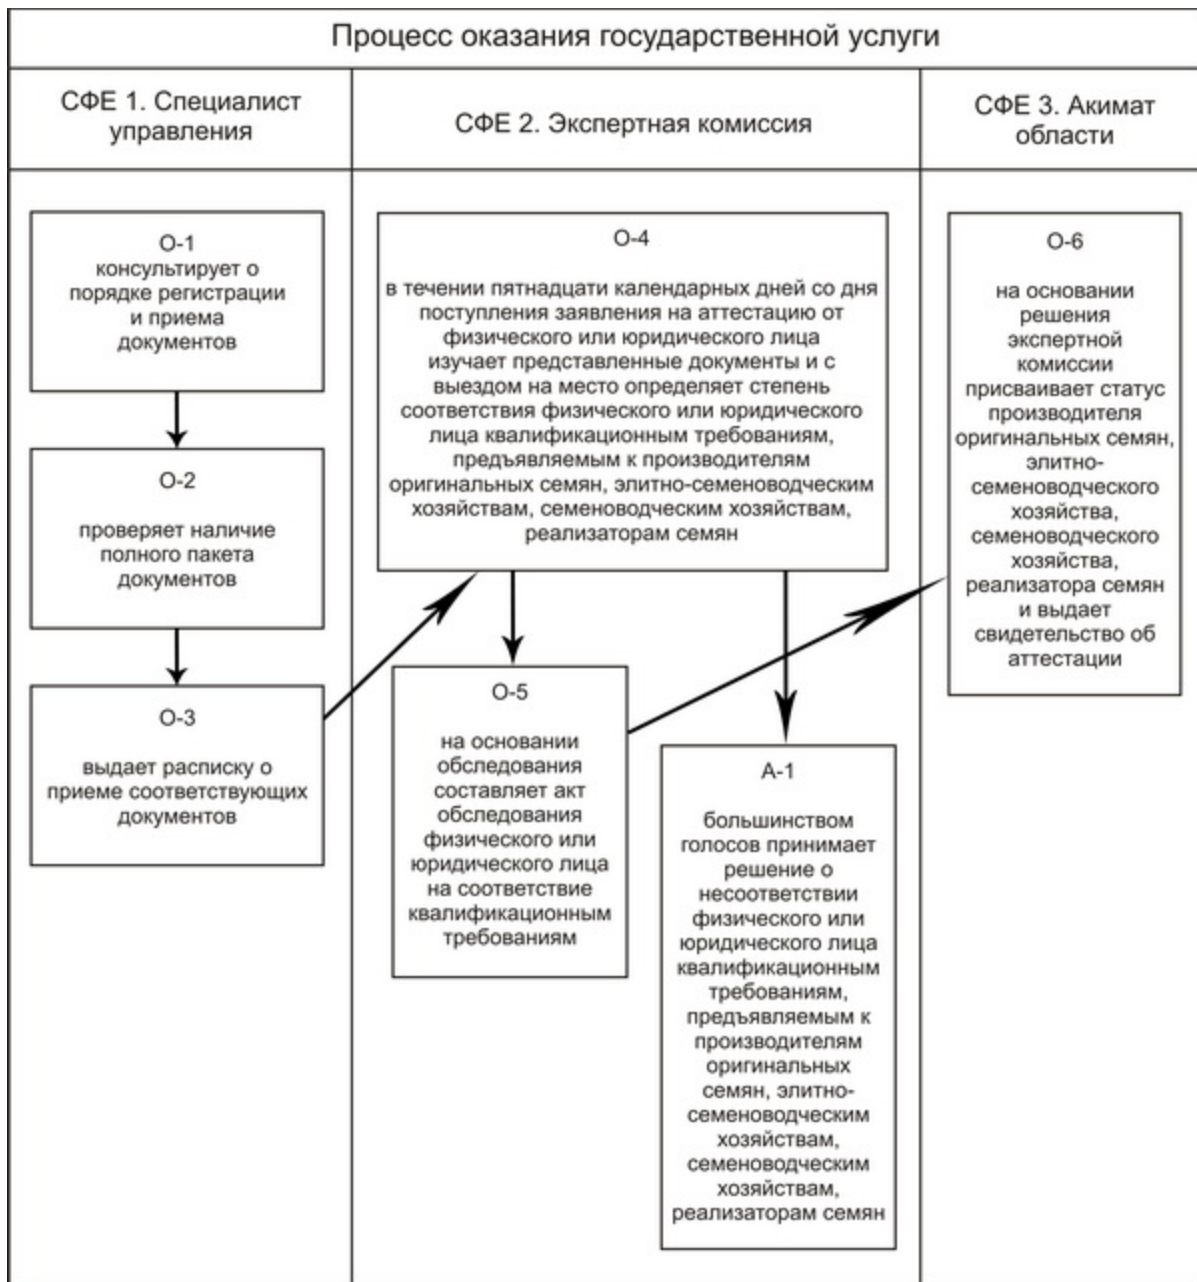 Процесс оказания государственной услуги
СФЕ 1. Специалист
управления
СФЕ 2. Экспертная комиссия
СФЕ 3. Акимат
области
О-1
консультирует о
порядке регистрации
и приема
документов
О-2
проверяет наличие
полного пакета
документов
О-3
выдает расписку о
приеме соответствующих
документов
О-4
в течении пятнадцати календарных дней со дня
поступления заявления на аттестацию от
физического или юридического лица
изучает представленные документы и с
выездом на место определяет степень
соответствия физического или юридического
лица квалификационным требованиям,
предъявляемым к производителям
оригинальных семян, элитно-семеноводческим
хозяйствам, семеноводческим хозяйствам,
реализаторам семян
О-5
на основании
обследования
составляет акт
обследования
физического или
юридического лица
на соответствие
квалификационным
требованиям
А-1
большинством
голосов принимает
решение о
несоответствии
физического или
юридического лица
квалификационным
требованиям,
предъявляемым к
производителям
оригинальных
семян, элитно-
семеноводческим
хозяйствам,
семеноводческим
хозяйствам,
реализаторам семян
О-6
на основании
решения
экспертной
комиссии
присваивает статус
производителя
оригинальных семян,
элитно-
семеноводческого
хозяйства,
семеноводческого
хозяйства,
реализатора семян
и выдает
свидетельство об
аттестации